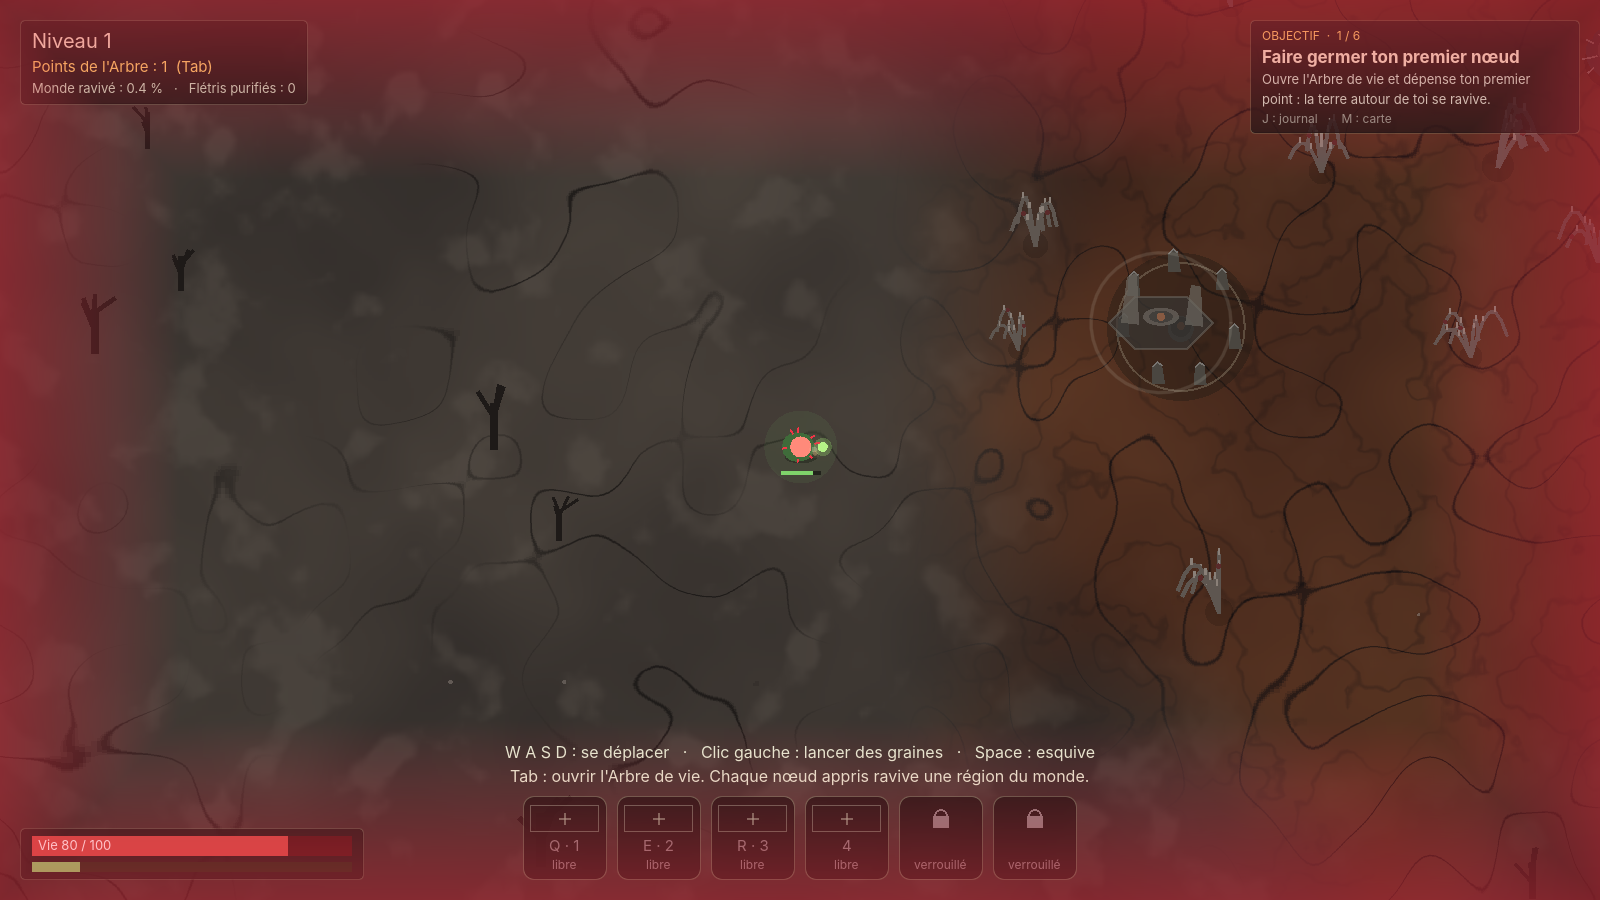 Niveau 1
Points de l'Arbre : 1 (Tab)
Monde ravivé : 0.4 % · Flétris purifiés : 0
OBJECTIF · 1 / 6
Faire germer ton premier nœud
Ouvre l'Arbre de vie et dépense ton premier
point : la terre autour de toi se ravive.
J : journal · M : carte
W A S D : se déplacer · Clic gauche : lancer des graines · Space : esquive
Tab : ouvrir l'Arbre de vie. Chaque nœud appris ravive une région du monde.
Vie 80 / 100
Q · 1
libre
E · 2
libre
R · 3
libre
4
libre
verrouillé
verrouillé